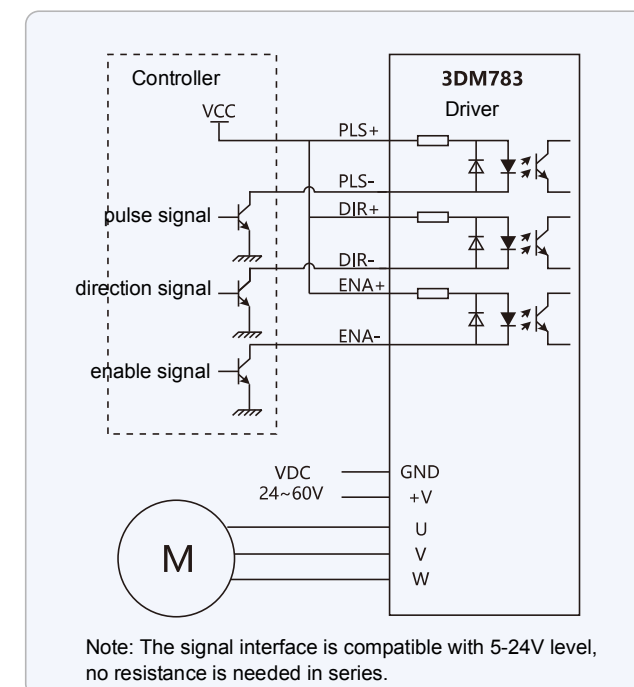 Controller
VCC
3DM783
Driver
PLS+
PLS-
pulse signal
DIR+
DIR-
direction signal
ENA+
ENA-
enable signal
VDC
24~60V
GND
+V
U
V
W
M
Note: The signal interface is compatible with 5-24V level,
no resistance is needed in series.